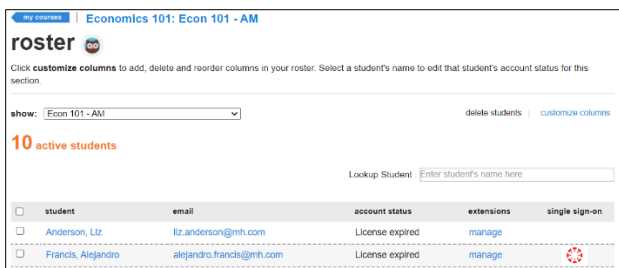 my courses | Economics 101: Econ 101 - AM
roster
Click customize columns to add, delete and reorder columns in your roster. Select a student's name to edit that student's account status for this
section.
show: Econ 101 - AM delete students | customize columns
10 active students
Lookup Student : Enter student's name here
student email account status extensions single sign-on
Anderson, Liz liz.anderson@mh.com License expired manage
Francis, Alejandro alejandro.francis@mh.com License expired manage